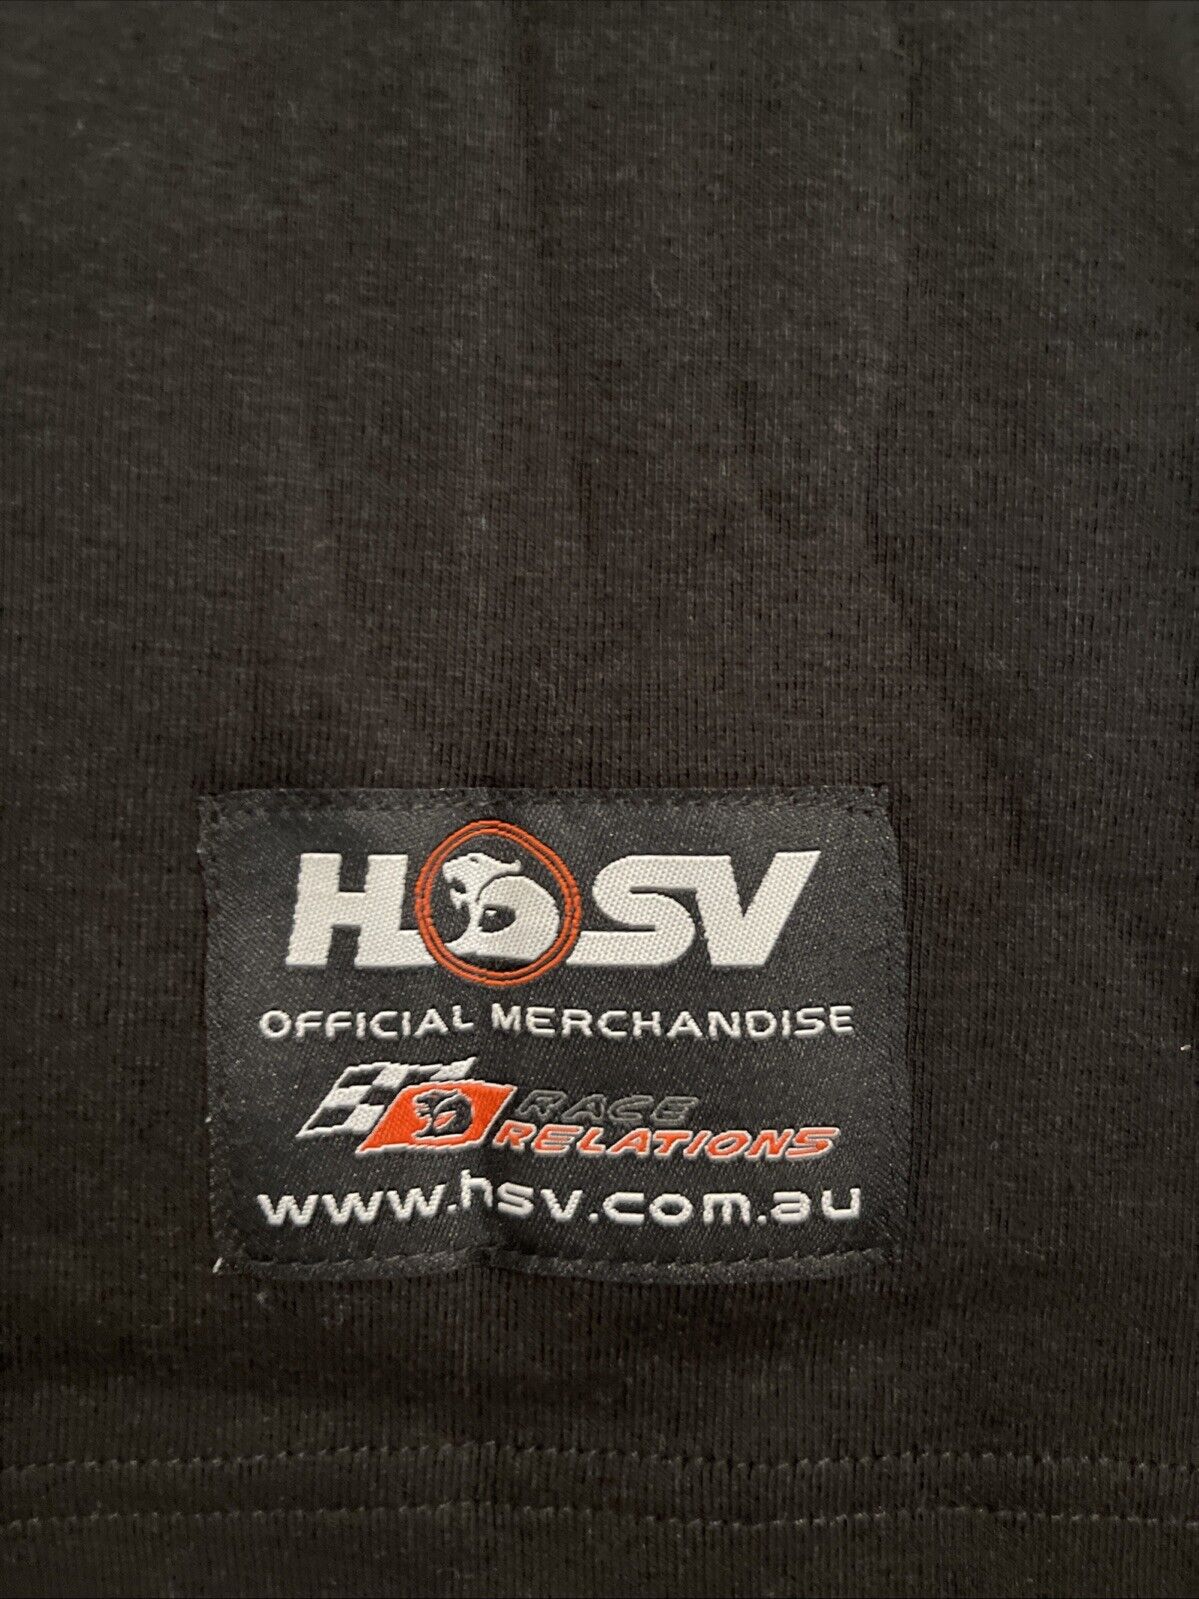 HSV
OFFICIAL MERCHANDISE
RACE
RELATIONS
www.hsv.com.au